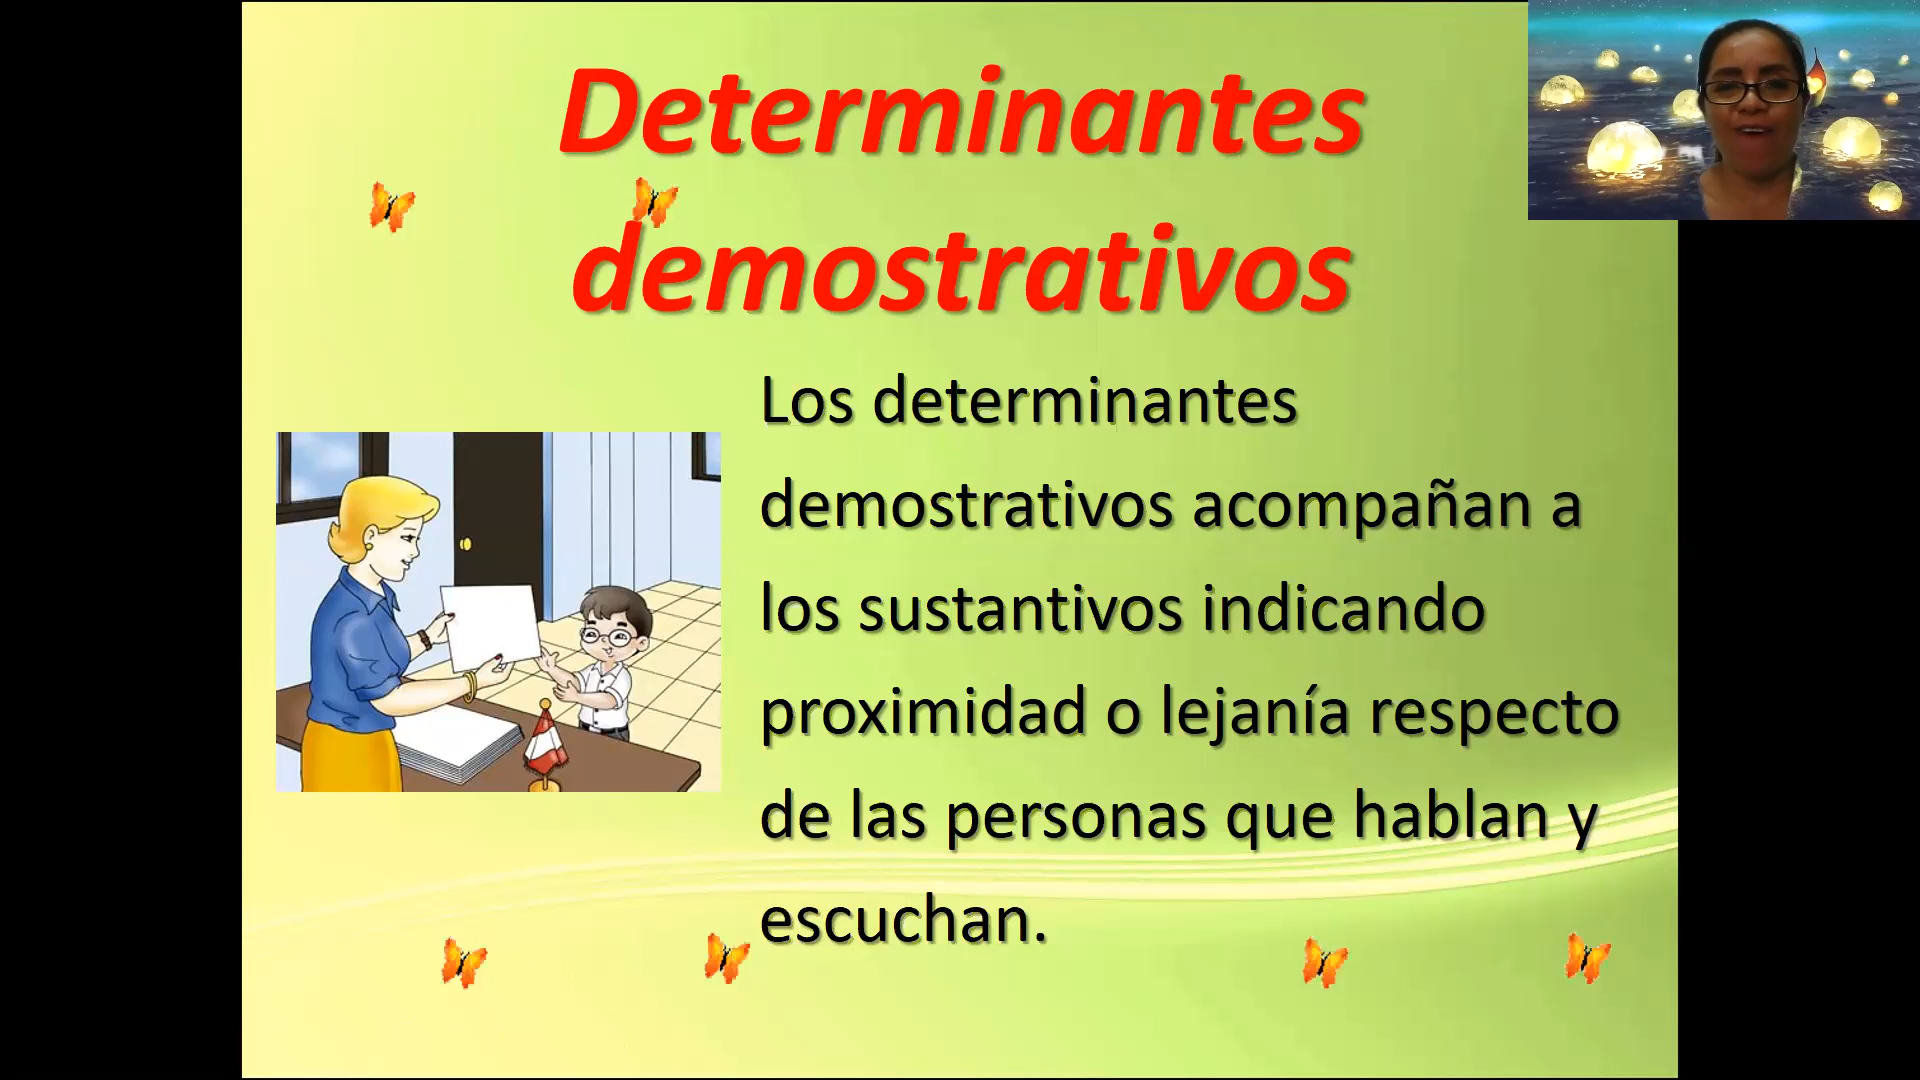 Determinantes
demostrativos
Los determinantes
demostrativos acompañan a
los sustantivos indicando
proximidad o lejanía respecto
de las personas que hablan y
escuchan.